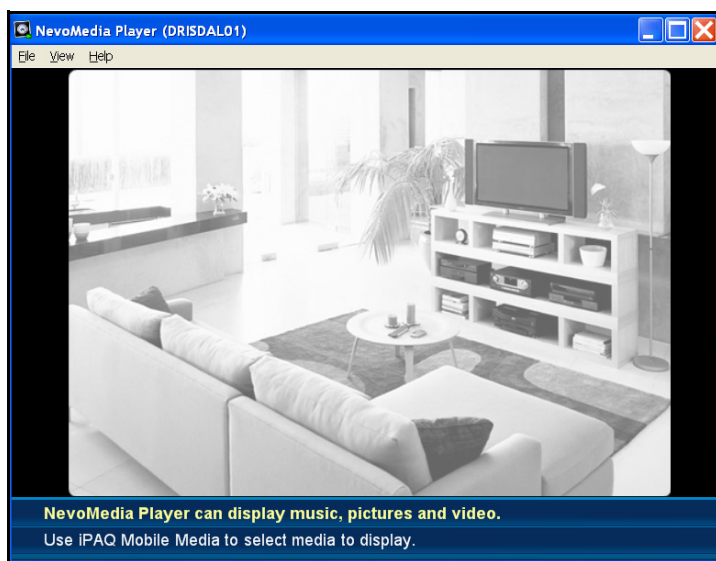 NevoMedia Player (DRISDAL01)
File View Help
NevoMedia Player can display music, pictures and video.
Use iPAQ Mobile Media to select media to display.